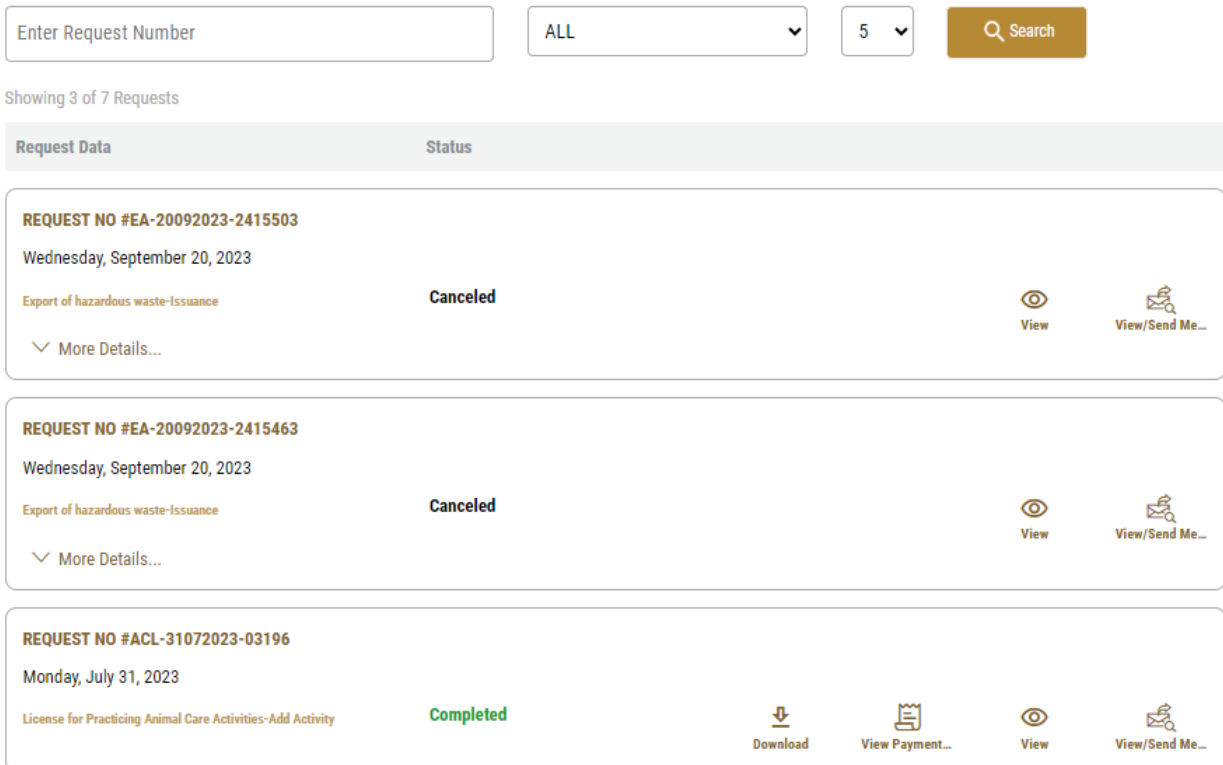 Enter Request Number
ALL
5
Search
Showing 3 of 7 Requests
Request Data Status
REQUEST NO #EA-20092023-2415503
Wednesday, September 20, 2023
Export of hazardous waste-Issuance
Canceled
View
View/Send Me...
More Details...
REQUEST NO #EA-20092023-2415463
Wednesday, September 20, 2023
Export of hazardous waste-Issuance
Canceled
View
View/Send Me...
More Details...
REQUEST NO #ACL-31072023-03196
Monday, July 31, 2023
License for Practicing Animal Care Activities-Add Activity
Completed
Download
View Payment...
View
View/Send Me...